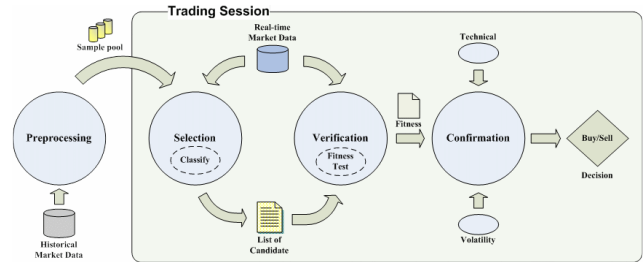 Trading Session
Sample pool
Real-time
Market Data
Technical
Preprocessing
Selection
Classify
Verification
Fitness
Test
Fitness
Confirmation
Buy/Sell
Decision
Historical
Market Data
List of
Candidate
Volatility